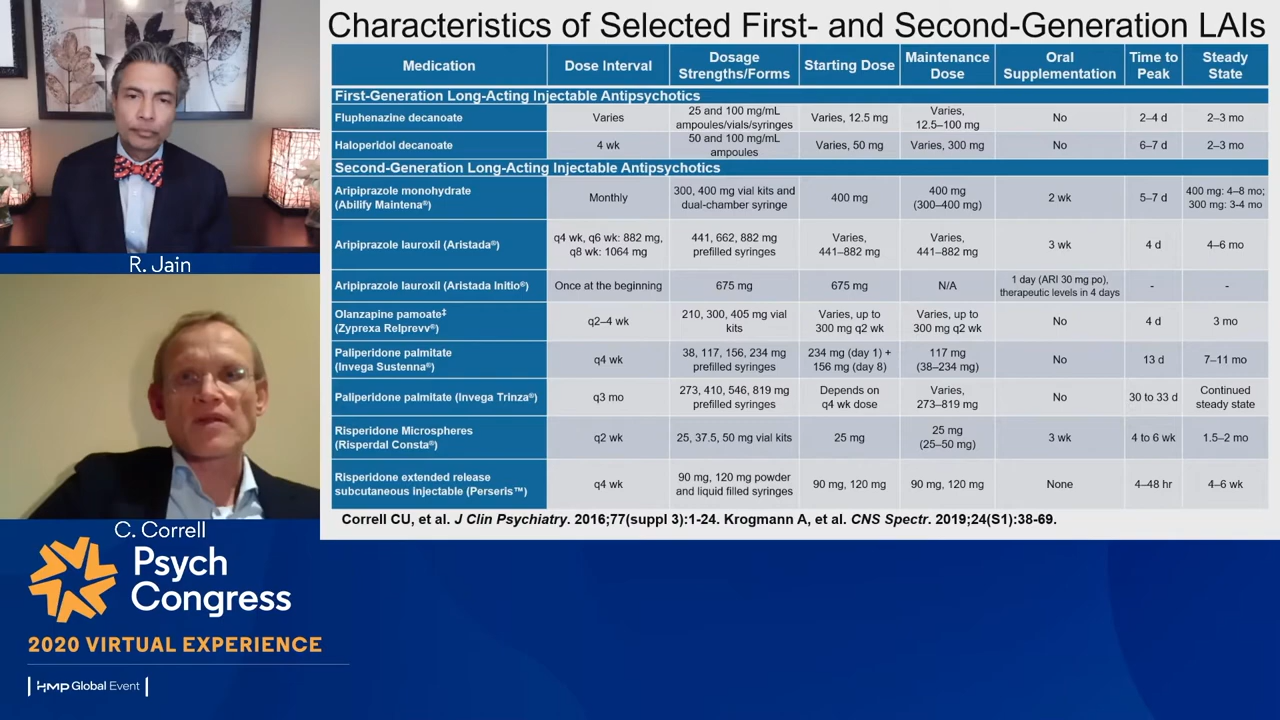 R. Jain
C. Correll
Psych
Congress
2020 VIRTUAL EXPERIENCE
HMP Global Event
Characteristics of Selected First- and Second-Generation LAIs
Medication
Dose Interval
Dosage
Strengths/Forms
Starting Dose
Maintenance
Dose
Oral
Supplementation
Time to
Peak
Steady
State
First-Generation Long-Acting Injectable Antipsychotics
Fluphenazine decanoate
Varies
25 and 100 mg/mL
ampoules/vials/syringes
Varies, 12.5 mg
Varies,
12.5–100 mg
No
2–4 d
2–3 mo
Haloperidol decanoate
4 wk
50 and 100 mg/mL
ampoules
Varies, 50 mg
Varies, 300 mg
No
6–7 d
2–3 mo
Second-Generation Long-Acting Injectable Antipsychotics
Aripiprazole monohydrate
(Abilify Maintena®)
Monthly
300, 400 mg vial kits and
dual-chamber syringe
400 mg
400 mg
(300–400 mg)
2 wk
5–7 d
400 mg: 4–8 mo;
300 mg: 3-4 mo
Aripiprazole lauroxil (Aristada®)
q4 wk, q6 wk: 882 mg,
q8 wk: 1064 mg
441, 662, 882 mg
prefilled syringes
Varies,
441–882 mg
Varies,
441–882 mg
3 wk
4 d
4–6 mo
Aripiprazole lauroxil (Aristada Initio®)
Once at the beginning
675 mg
675 mg
N/A
1 day (ARI 30 mg po),
therapeutic levels in 4 days
-
-
Olanzapine pamoate‡
(Zyprexa Relprevv®)
q2–4 wk
210, 300, 405 mg vial
kits
Varies, up to
300 mg q2 wk
Varies, up to
300 mg q2 wk
No
4 d
3 mo
Paliperidone palmitate
(Invega Sustenna®)
q4 wk
38, 117, 156, 234 mg
prefilled syringes
234 mg (day 1) +
156 mg (day 8)
117 mg
(38–234 mg)
No
13 d
7–11 mo
Paliperidone palmitate (Invega Trinza®)
q3 mo
273, 410, 546, 819 mg
prefilled syringes
Depends on
q4 wk dose
Varies,
273–819 mg
No
30 to 33 d
Continued
steady state
Risperidone Microspheres
(Risperdal Consta®)
q2 wk
25, 37.5, 50 mg vial kits
25 mg
25 mg
(25–50 mg)
3 wk
4 to 6 wk
1.5–2 mo
Risperidone extended release
subcutaneous injectable (Perseris™)
q4 wk
90 mg, 120 mg powder
and liquid filled syringes
90 mg, 120 mg
90 mg, 120 mg
None
4–48 hr
4–6 wk
Correll CU, et al. J Clin Psychiatry. 2016;77(suppl 3):1-24. Krogmann A, et al. CNS Spectr. 2019;24(S1):38-69.